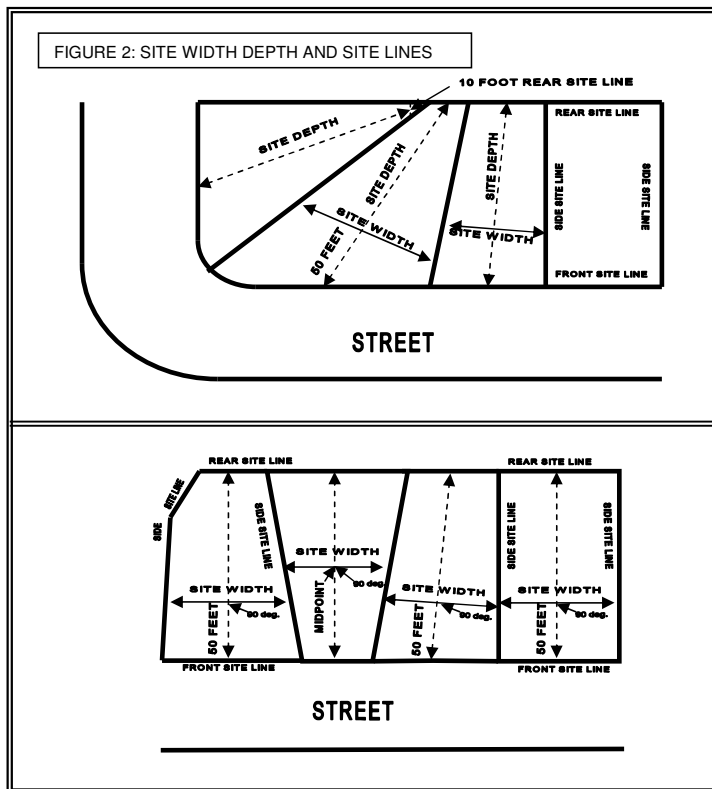 FIGURE 2: SITE WIDTH DEPTH AND SITE LINES
10 FOOT REAR SITE LINE
SITE DEPTH
SITE DEPTH
SITE DEPTH
REAR SITE LINE
SIDE SITE LINE
SIDE SITE LINE
SITE WIDTH
SITE WIDTH
50 FEET
FRONT SITE LINE
STREET
REAR SITE LINE
REAR SITE LINE
SIDE
SITE LINE
SIDE SITE LINE
SIDE SITE LINE
SIDE SITE LINE
SITE WIDTH
90 deg.
SITE WIDTH
90 deg.
SITE WIDTH
90 deg.
SITE WIDTH
90 deg.
50 FEET
MIDPOINT
50 FEET
50 FEET
FRONT SITE LINE
FRONT SITE LINE
STREET